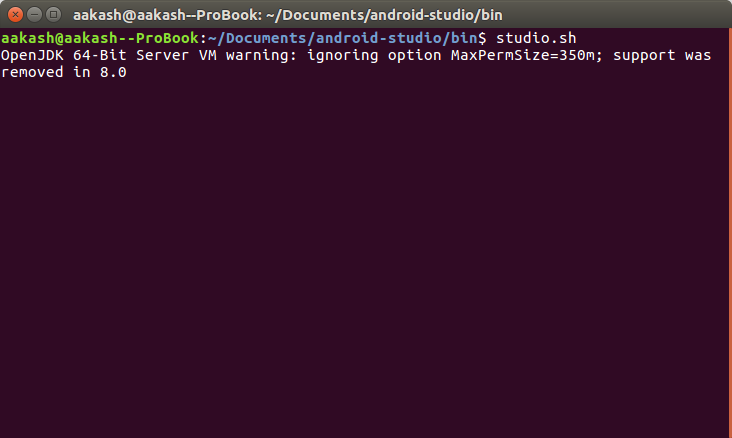 aakash@aakash--ProBook: ~/Documents/android-studio/bin
aakash@aakash--ProBook:~/Documents/android-studio/bin$ studio.sh
OpenJDK 64-Bit Server VM warning: ignoring option MaxPermSize=350m; support was
removed in 8.0